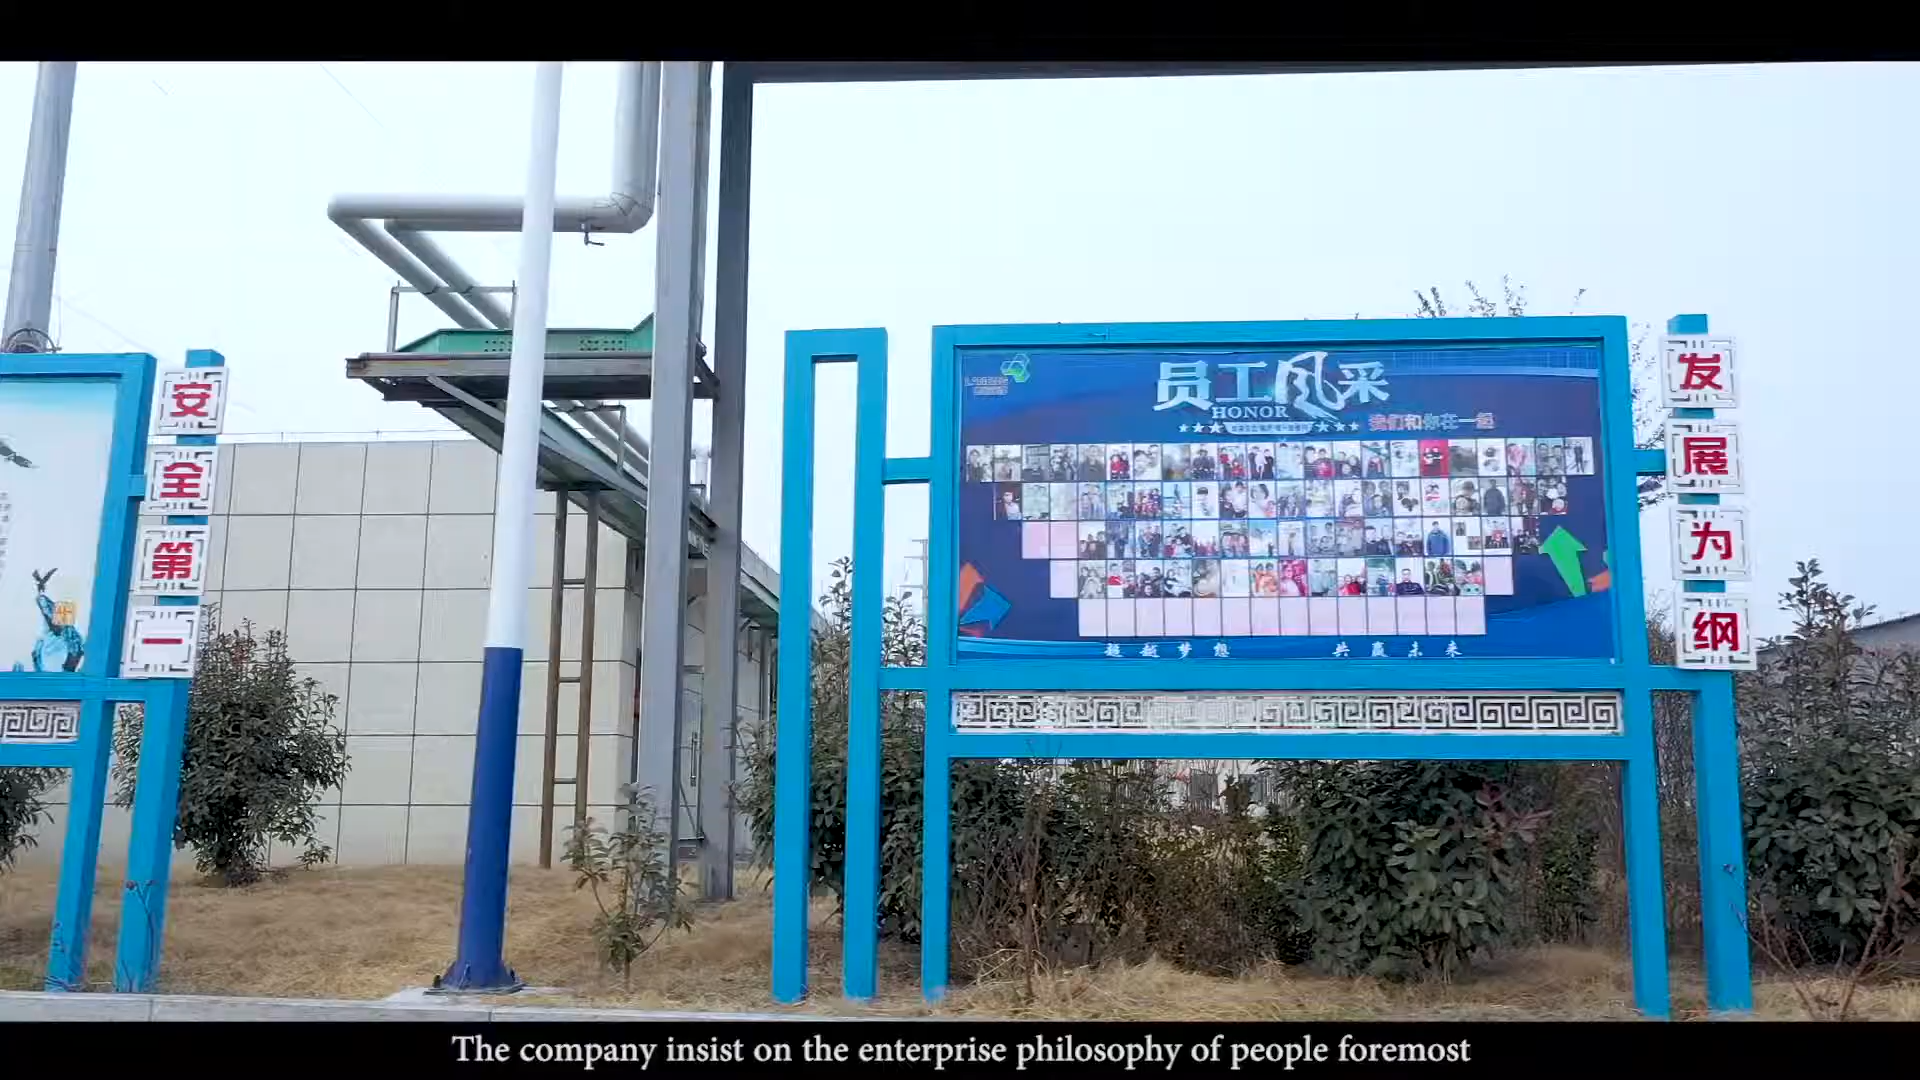 安全第一
员工风采
HONOR
我们和你在一起
超越梦想 共赢未来
发展为纲
The company insist on the enterprise philosophy of people foremost